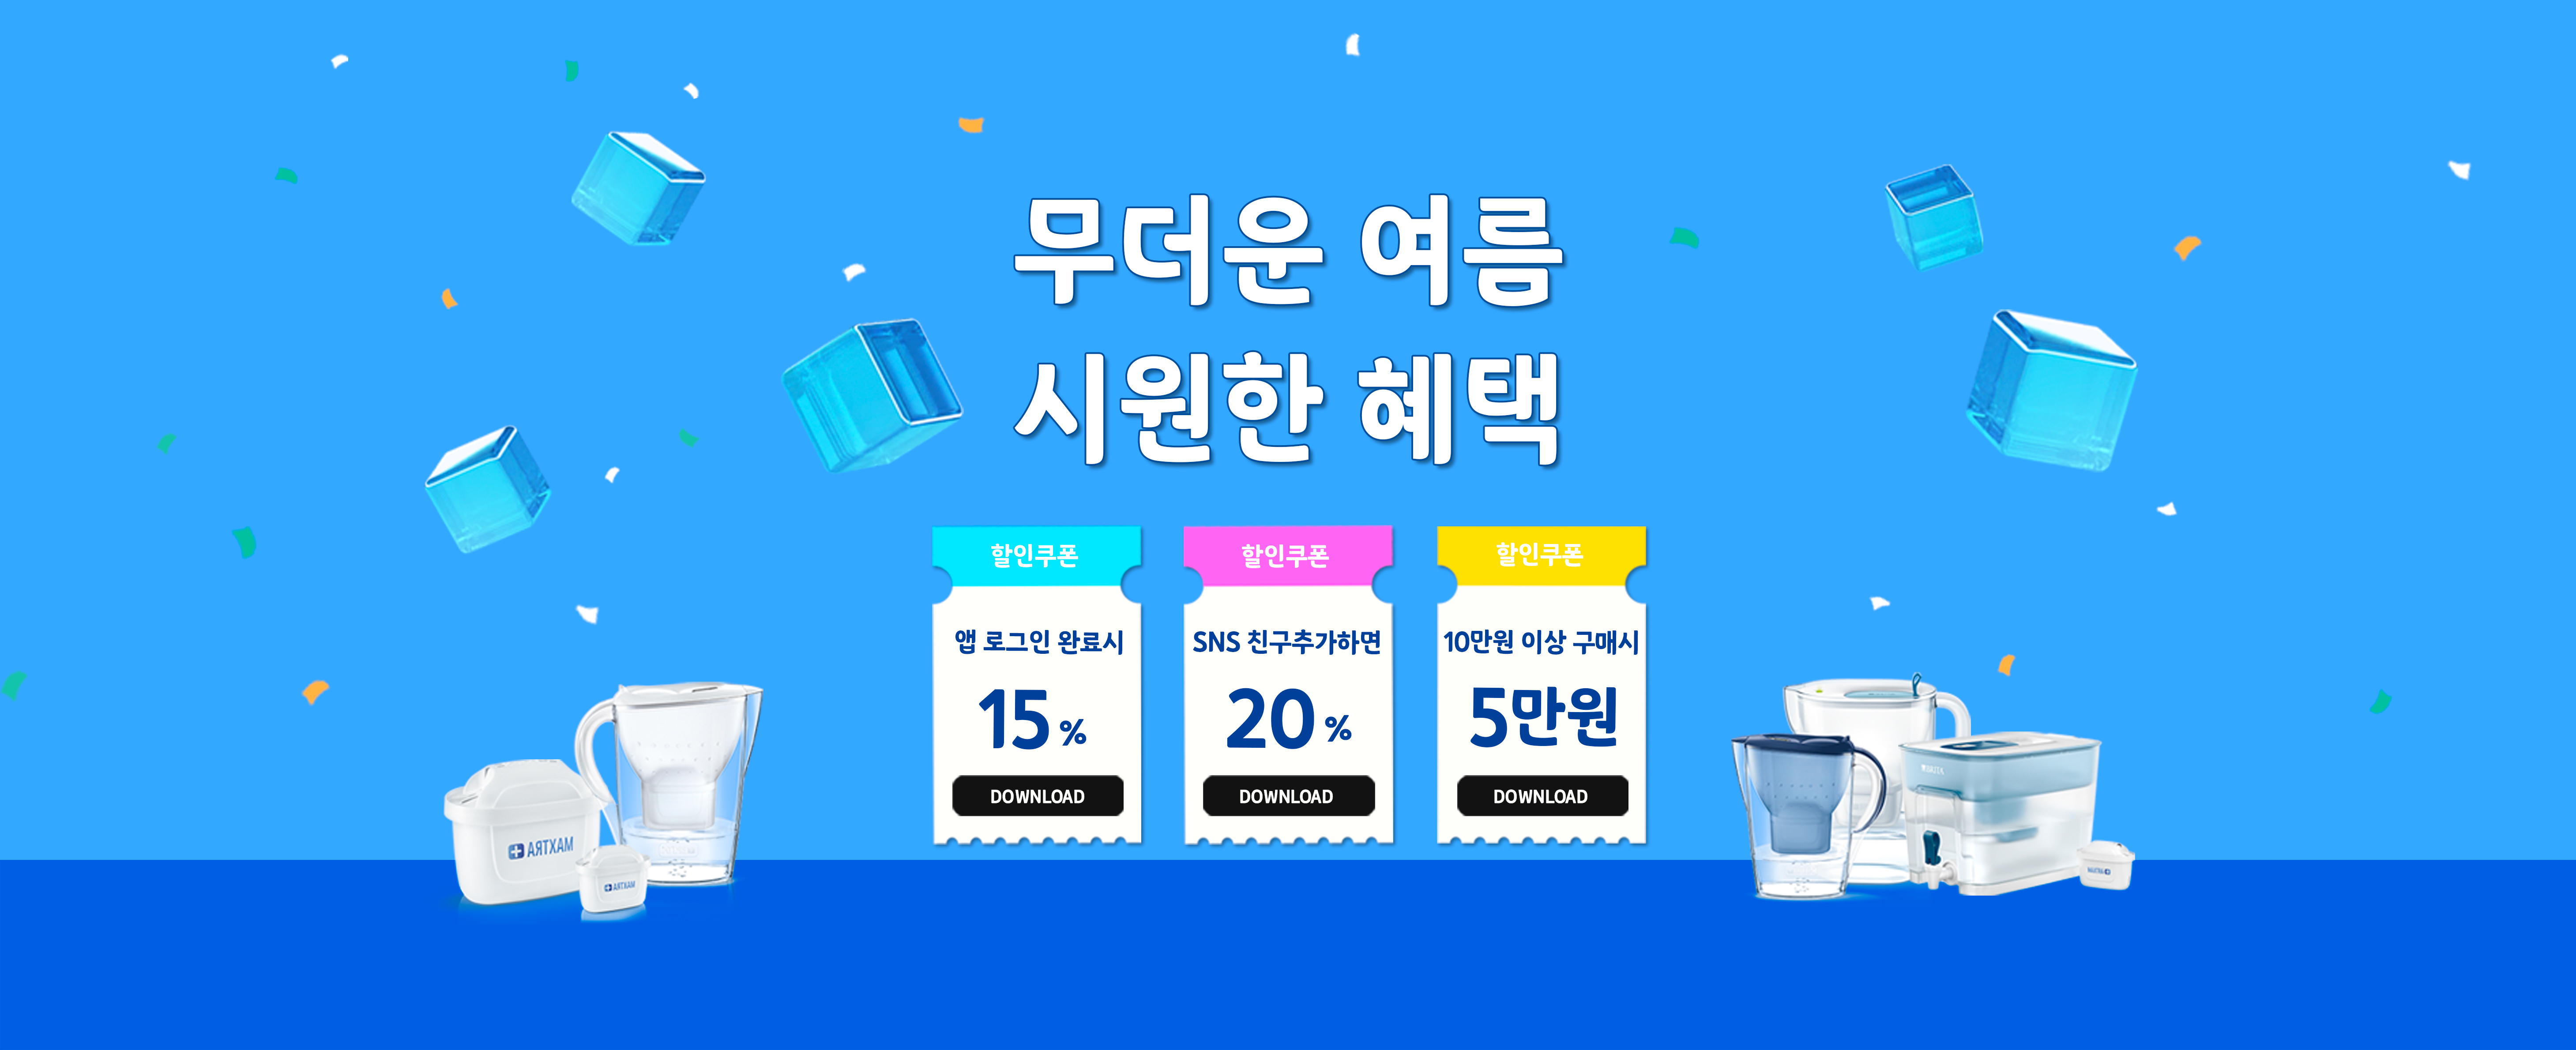 무더운 여름
시원한 혜택
할인쿠폰
앱 로그인 완료시
15 %
DOWNLOAD
할인쿠폰
SNS 친구추가하면
20 %
DOWNLOAD
할인쿠폰
10만원 이상 구매시
5만원
DOWNLOAD
MAXTRA
MAXTRA
BRITA
MAXTRA